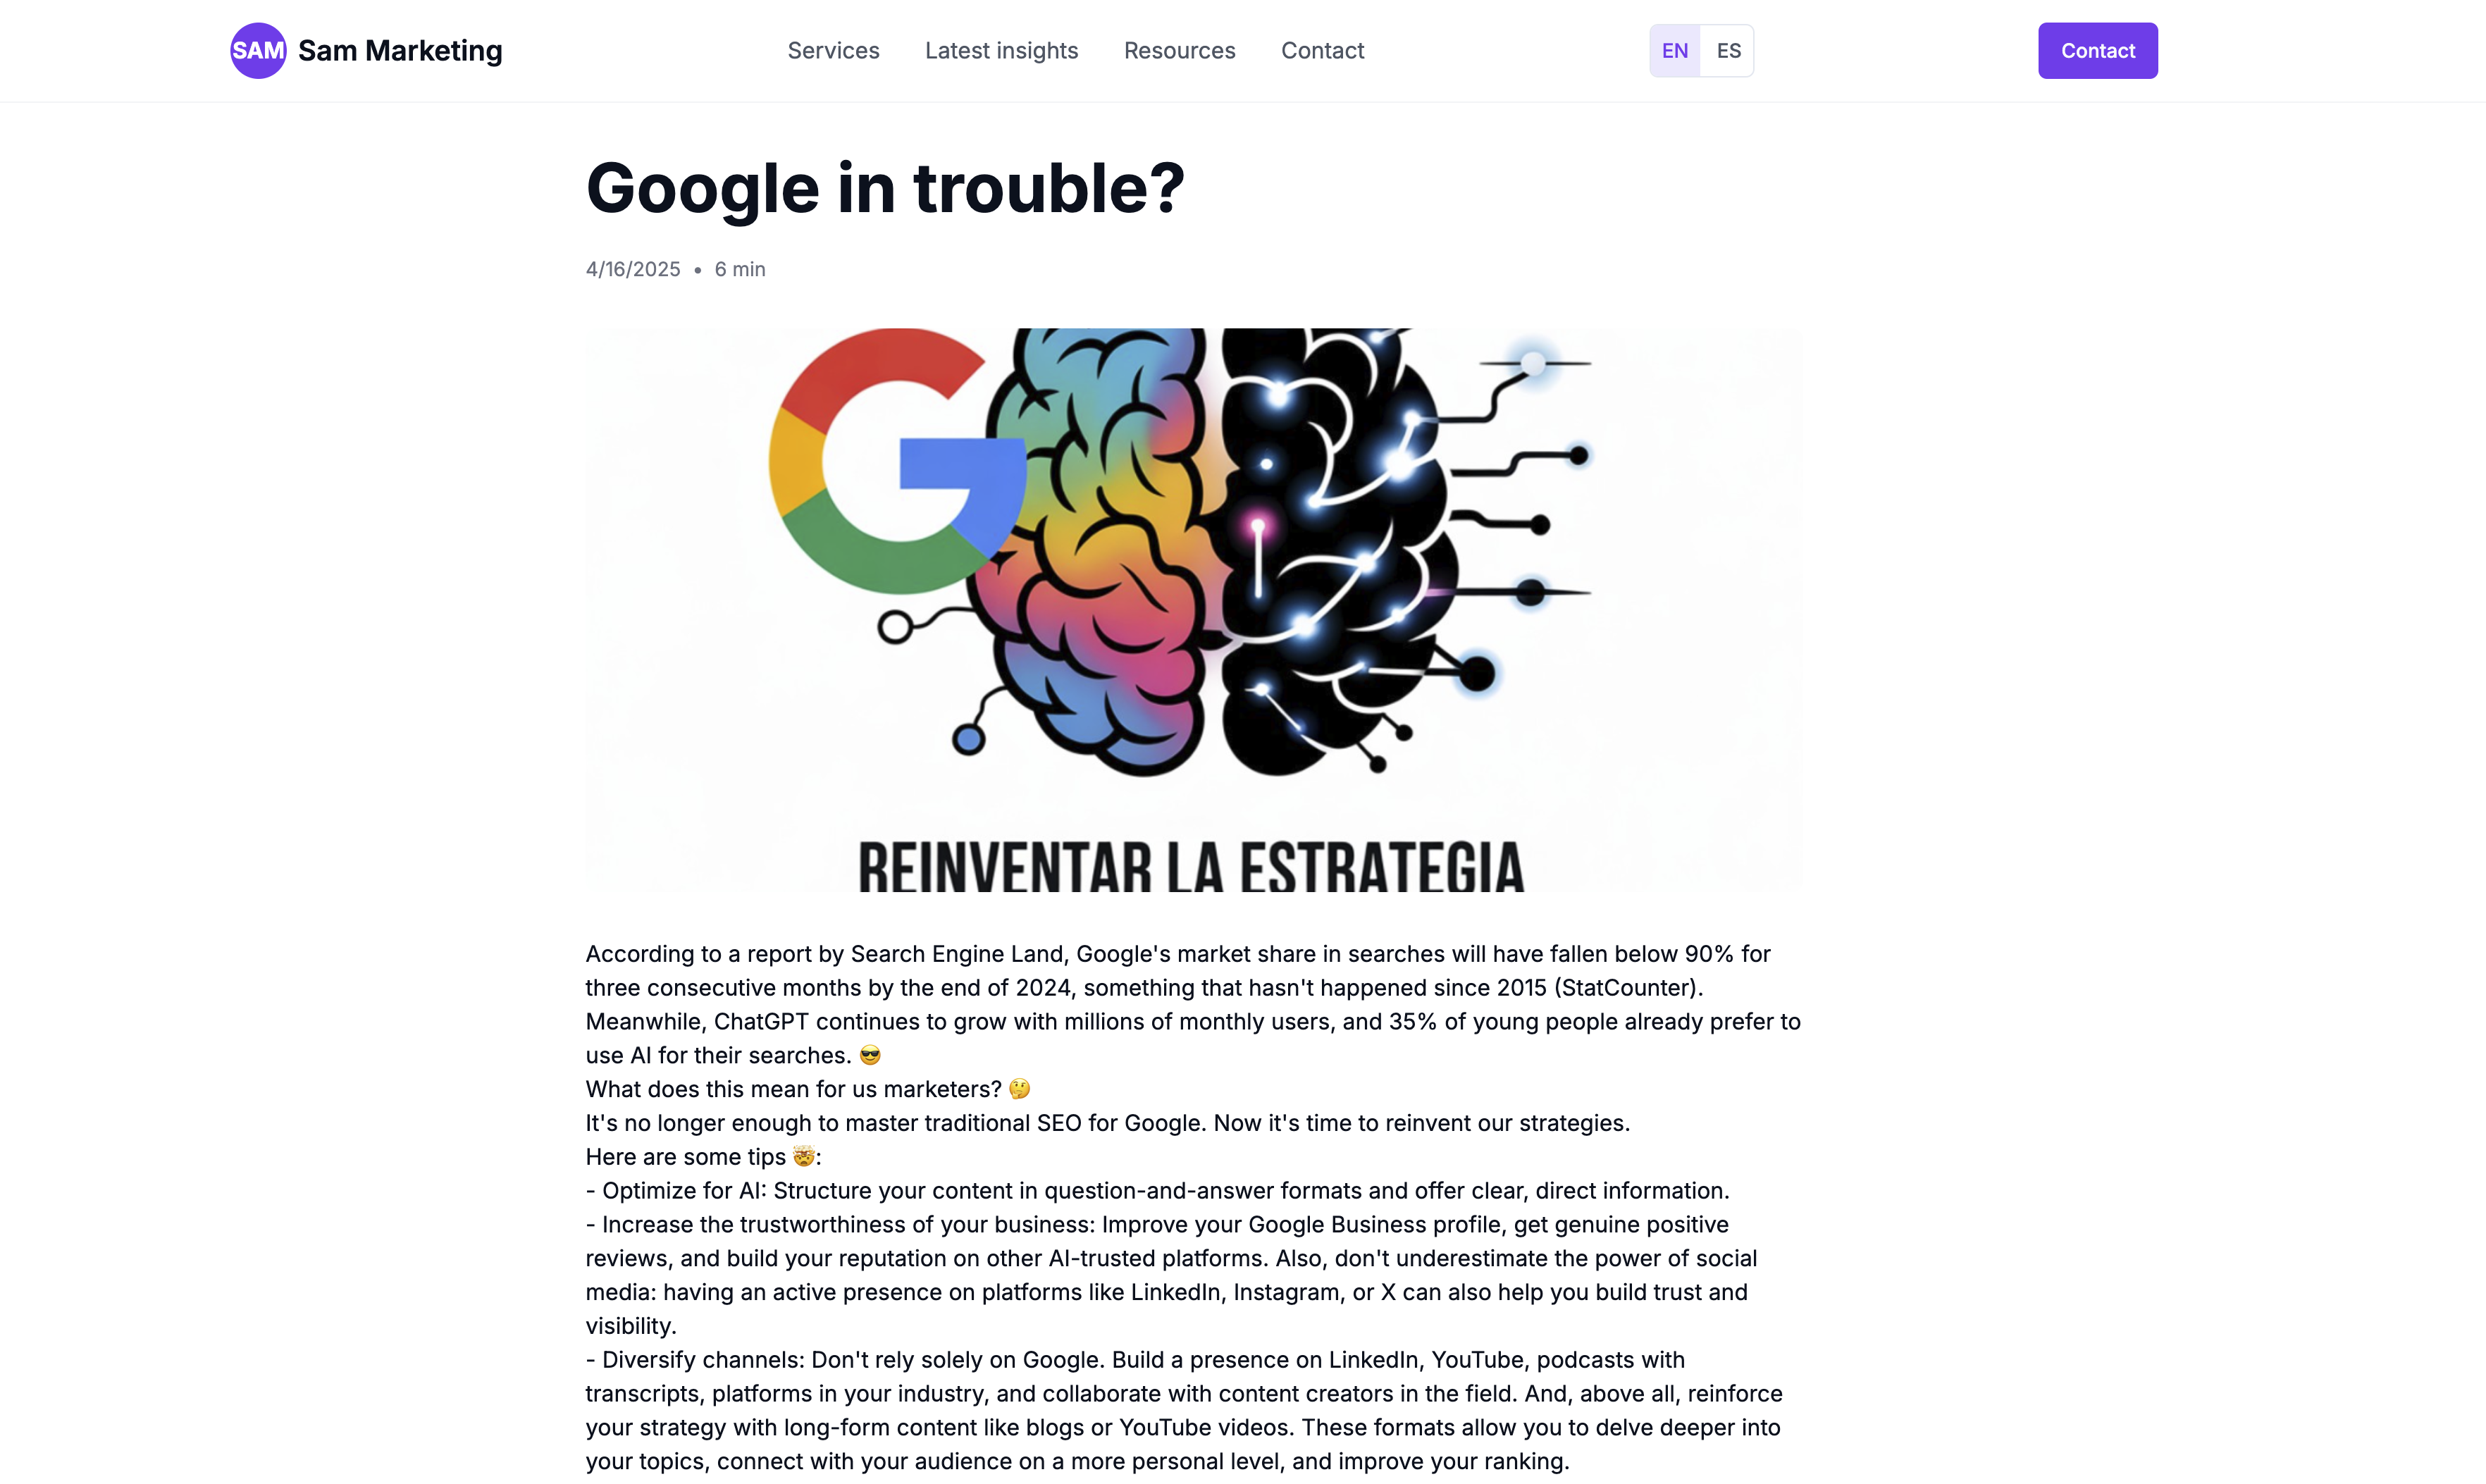 SAM Sam Marketing
Services Latest insights Resources Contact
EN ES
Contact
Google in trouble?
4/16/2025 • 6 min
REINVENTAR LA ESTRATEGIA
According to a report by Search Engine Land, Google's market share in searches will have fallen below 90% for
three consecutive months by the end of 2024, something that hasn't happened since 2015 (StatCounter).
Meanwhile, ChatGPT continues to grow with millions of monthly users, and 35% of young people already prefer to
use AI for their searches. 😎
What does this mean for us marketers? 🤔
It's no longer enough to master traditional SEO for Google. Now it's time to reinvent our strategies.
Here are some tips 🤯:
- Optimize for AI: Structure your content in question-and-answer formats and offer clear, direct information.
- Increase the trustworthiness of your business: Improve your Google Business profile, get genuine positive
reviews, and build your reputation on other AI-trusted platforms. Also, don't underestimate the power of social
media: having an active presence on platforms like LinkedIn, Instagram, or X can also help you build trust and
visibility.
- Diversify channels: Don't rely solely on Google. Build a presence on LinkedIn, YouTube, podcasts with
transcripts, platforms in your industry, and collaborate with content creators in the field. And, above all, reinforce
your strategy with long-form content like blogs or YouTube videos. These formats allow you to delve deeper into
your topics, connect with your audience on a more personal level, and improve your ranking.